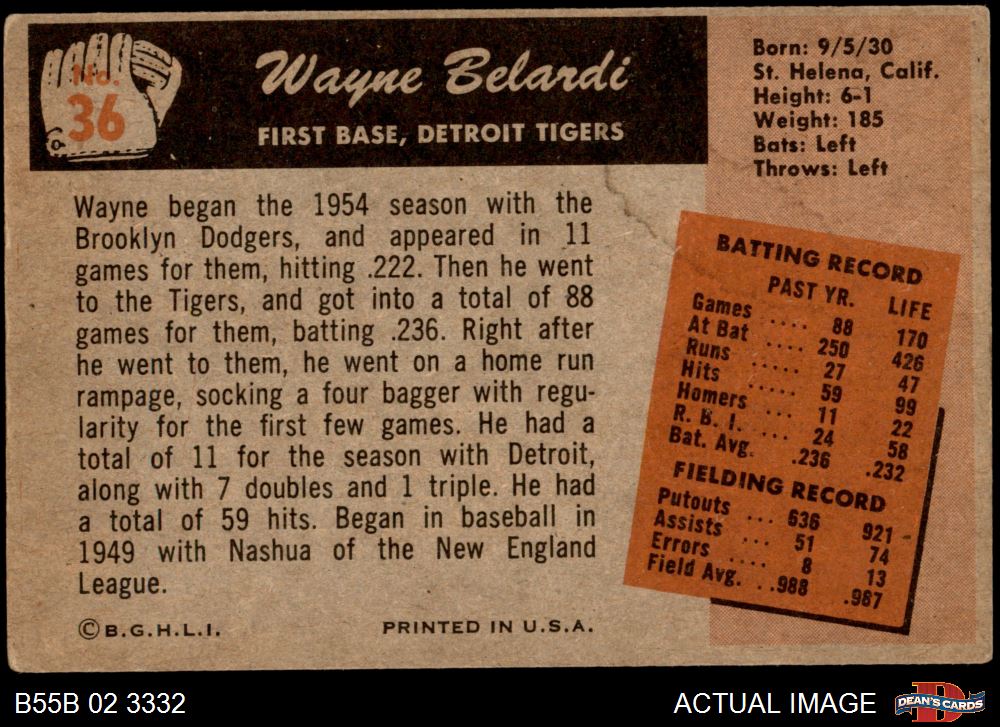 No.
36
Wayne Belardi
FIRST BASE, DETROIT TIGERS
Born: 9/5/30
St. Helena, Calif.
Height: 6-1
Weight: 185
Bats: Left
Throws: Left
Wayne began the 1954 season with the
Brooklyn Dodgers, and appeared in 11
games for them, hitting .222. Then he went
to the Tigers, and got into a total of 88
games for them, batting .236. Right after
he went to them, he went on a home run
rampage, socking a four bagger with regu-
larity for the first few games. He had a
total of 11 for the season with Detroit,
along with 7 doubles and 1 triple. He had
a total of 59 hits. Began in baseball in
1949 with Nashua of the New England
League.
©B.G.H.L.I. PRINTED IN U.S.A.
BATTING RECORD
PAST YR. LIFE
Games .... 88 170
At Bat .... 250 426
Runs ..... 27 47
Hits ..... 59 99
Homers ... 11 22
R. B. I. ... 24 58
Bat. Avg. .236 .232
FIELDING RECORD
Putouts ... 636 921
Assists ... 51 74
Errors .... 8 13
Field Avg. ..988 .987
B55B 02 3332
ACTUAL IMAGE
D
DEAN'S CARDS